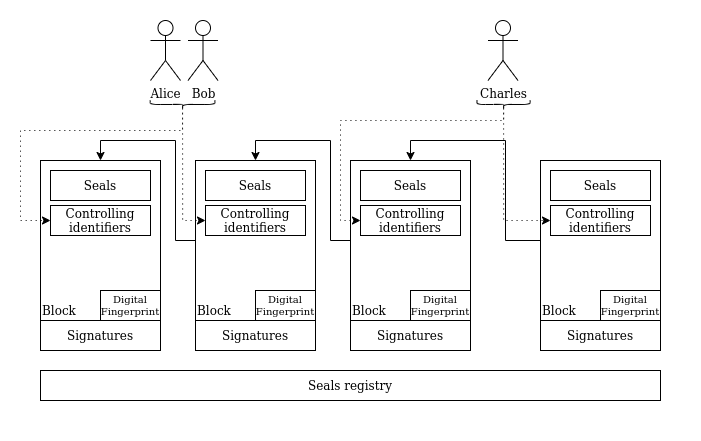 Alice Bob
Charles
Seals
Seals
Seals
Seals
Controlling
identifiers
Controlling
identifiers
Controlling
identifiers
Controlling
identifiers
Block
Digital
Fingerprint
Block
Digital
Fingerprint
Block
Digital
Fingerprint
Block
Digital
Fingerprint
Signatures
Signatures
Signatures
Signatures
Seals registry